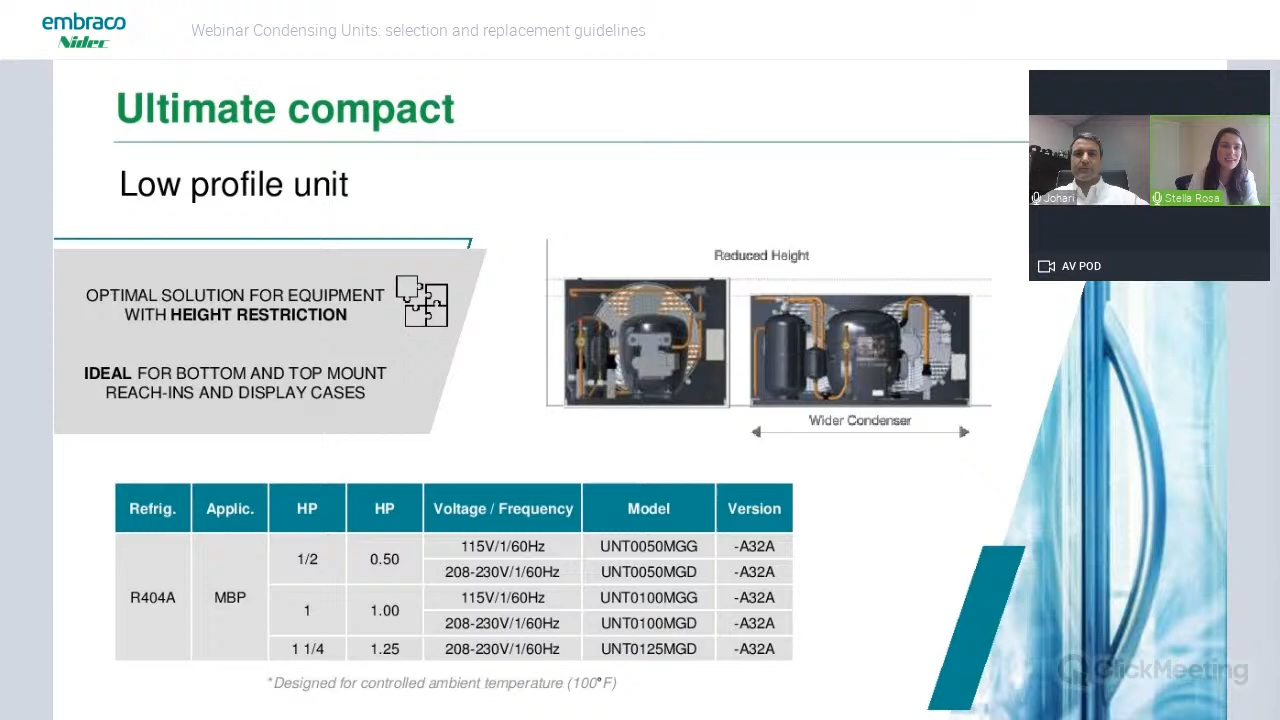 embraco
Nidec
Webinar Condensing Units: selection and replacement guidelines
Ultimate compact
Low profile unit
Johari
Stella Rosa
AV POD
OPTIMAL SOLUTION FOR EQUIPMENT
WITH HEIGHT RESTRICTION
IDEAL FOR BOTTOM AND TOP MOUNT
REACH-INS AND DISPLAY CASES
Reduced Height
Wider Condenser
Refrig. Applic. HP HP Voltage / Frequency Model Version
R404A MBP 1/2 0.50 115V/1/60Hz UNT0050MGG -A32A
208-230V/1/60Hz UNT0050MGD -A32A
1 1.00 115V/1/60Hz UNT0100MGG -A32A
208-230V/1/60Hz UNT0100MGD -A32A
1 1/4 1.25 208-230V/1/60Hz UNT0125MGD -A32A
*Designed for controlled ambient temperature (100°F)
ClickMeeting